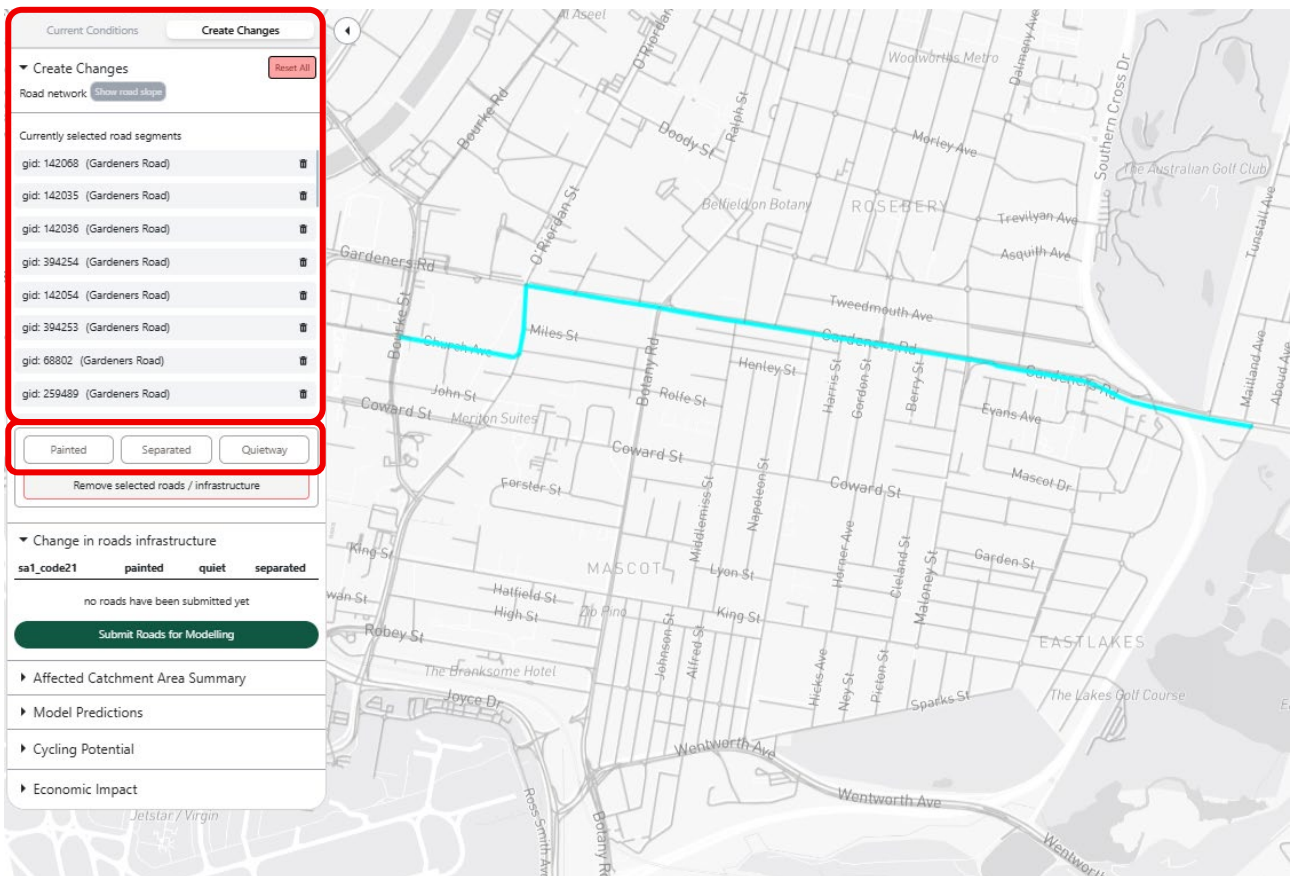 Current Conditions
Create Changes
Create Changes
Reset All
Road network
Show road slope
Currently selected road segments
gid: 142068 (Gardeners Road)
gid: 142035 (Gardeners Road)
gid: 142036 (Gardeners Road)
gid: 394254 (Gardeners Road)
gid: 142054 (Gardeners Road)
gid: 394253 (Gardeners Road)
gid: 68802 (Gardeners Road)
gid: 259489 (Gardeners Road)
Painted
Separated
Quietway
Remove selected roads / infrastructure
Change in roads infrastructure
sa1_code21 painted quiet separated
no roads have been submitted yet
Submit Roads for Modelling
Affected Catchment Area Summary
Model Predictions
Cycling Potential
Economic Impact
Al Aseel
O'Riordan
Woolworths Metro
Dalmeny Ave
Southern Cross Dr
Bourke Rd
Ralph St
Doody St
Morley Ave
The Australian Golf Club
O'Riordan St
Belfield on Botany
ROSEBERY
Trevilyan Ave
Tunstall Ave
Asquith Ave
Gardeners Rd
Bourke St
Tweedmouth Ave
Miles St
Church Ave
Gardeners Rd
Botany Rd
Henley St
Harris St
Gordon St
Berry St
Gardeners Rd
Maitland Ave
Aboud Ave
John St
Rolfe St
Coward St
Meriton Suites
Evans Ave
Coward St
Forster St
Middlemiss St
Napoleon St
Coward St
Mascot Dr
King St
MASCOT
Lyon St
Horner Ave
Cleland St
Maloney St
Garden St
wan St
Hatfield St
High St
Zio Pino
King St
Robey St
Johnson St
Alfred St
EASTLAKES
The Branksome Hotel
Hicks Ave
Ney St
Picton St
Joyce Dr
Sparks St
The Lakes Golf Course
Wentworth Ave
Wentworth Ave
Jetstar / Virgin
Ross Smith Ave
Botany R
Wentworth